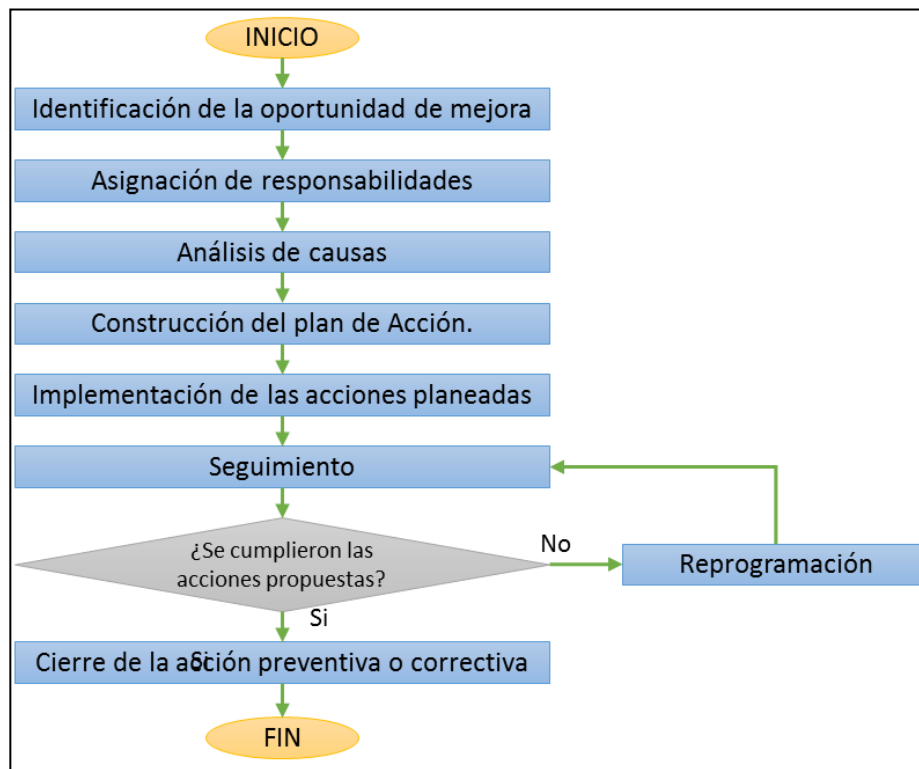 INICIO
Identificación de la oportunidad de mejora
Asignación de responsabilidades
Análisis de causas
Construcción del plan de Acción.
Implementación de las acciones planeadas
Seguimiento
¿Se cumplieron las
acciones propuestas?
No
Reprogramación
Si
Cierre de la acción preventiva o correctiva
Si
FIN